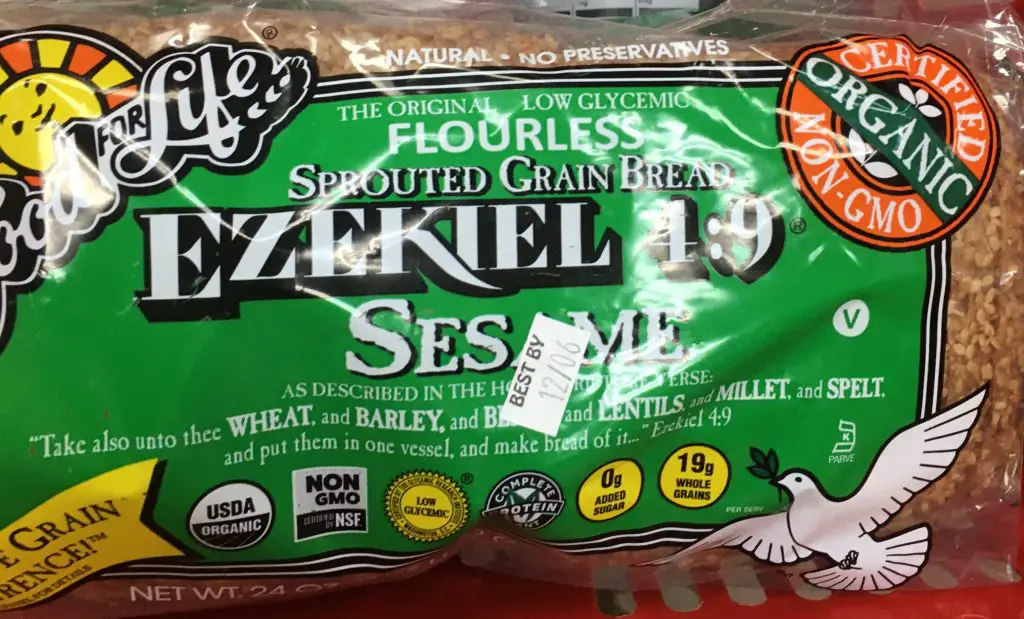 FOR Life®
NATURAL • NO PRESERVATIVES
THE ORIGINAL LOW GLYCEMIC
FLOURLESS
SPROUTED GRAIN BREAD
EZEKIEL 4:9®
SESAME
BEST BY
12/06
CERTIFIED
ORGANIC
NON-GMO
V
AS DESCRIBED IN THE VERSE:
"Take also unto thee WHEAT, and BARLEY, and and LENTILS, and MILLET, and SPELT,
and put them in one vessel, and make bread of it..." Ezekiel 4:9
K
PARVE
USDA
ORGANIC
NON
GMO
CERTIFIED BY NSF
LOW
GLYCEMIC
®
COMPLETE
0g
ADDED
SUGAR
19g
WHOLE
GRAINS
PER SERV
GRAIN
TM
FOR DETAILS
NET WT. 24